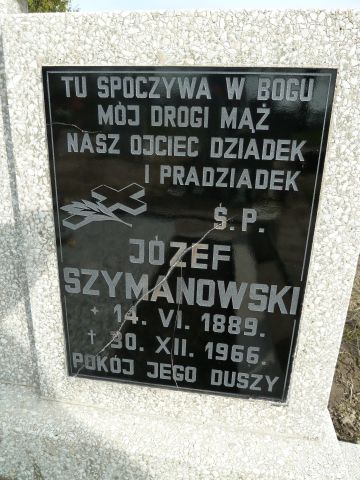 TU SPOCZYWA W BOGU
MÓJ DROGI MĄŻ
NASZ OJCIEC DZIADEK
I PRADZIADEK
Ś.P.
JÓZEF
SZYMANOWSKI
* 14. VI. 1889.
† 30. XII. 1966.
POKÓJ JEGO DUSZY